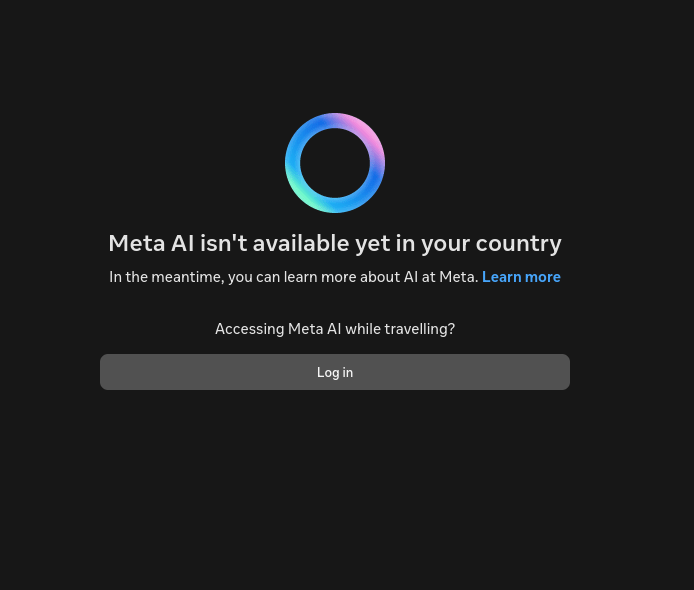 Meta AI isn't available yet in your country
In the meantime, you can learn more about AI at Meta. Learn more
Accessing Meta AI while travelling?
Log in